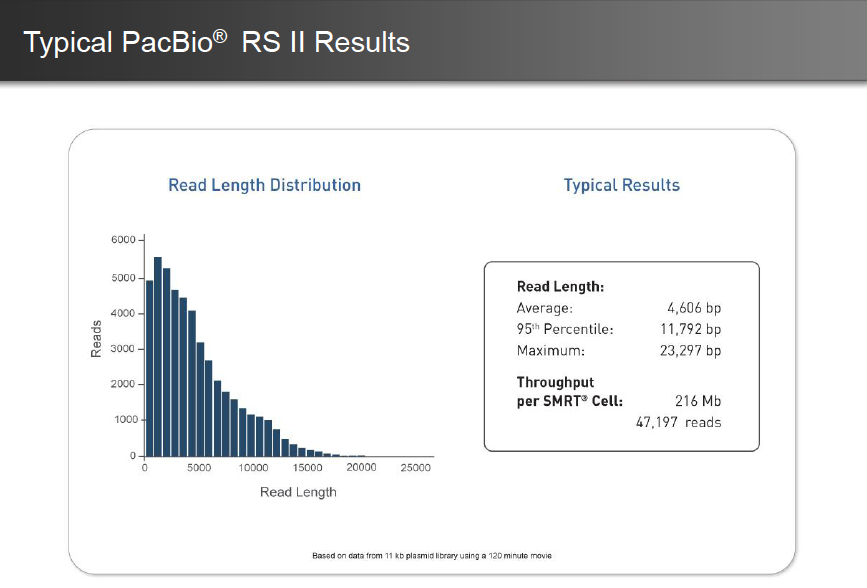 Typical PacBio® RS II Results
Read Length Distribution
Typical Results
6000
5000
4000
3000
2000
1000
0
Reads
0 5000 10000 15000 20000 25000
Read Length
Read Length:
Average: 4,606 bp
95th Percentile: 11,792 bp
Maximum: 23,297 bp
Throughput
per SMRT® Cell: 216 Mb
47,197 reads
Based on data from 11 kb plasmid library using a 120 minute movie